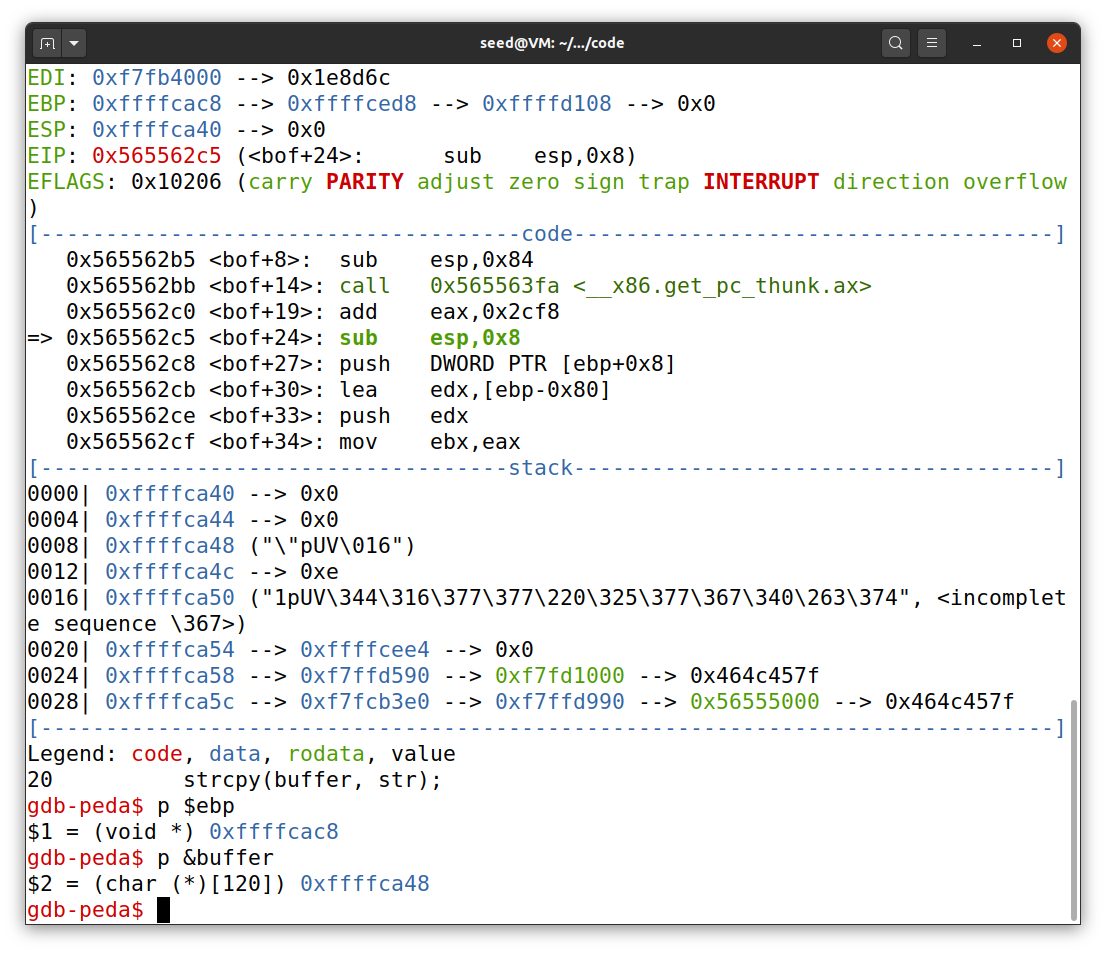 seed@VM: ~/.../code
EDI: 0xf7fb4000 --> 0x1e8d6c
EBP: 0xffffcac8 --> 0xffffced8 --> 0xffffd108 --> 0x0
ESP: 0xffffca40 --> 0x0
EIP: 0x565562c5 (<bof+24>:      sub    esp,0x8)
EFLAGS: 0x10206 (carry PARITY adjust zero sign trap INTERRUPT direction overflow
)
[-------------------------------------code-------------------------------------]
   0x565562b5 <bof+8>:  sub    esp,0x84
   0x565562bb <bof+14>: call   0x565563fa <__x86.get_pc_thunk.ax>
   0x565562c0 <bof+19>: add    eax,0x2cf8
=> 0x565562c5 <bof+24>: sub    esp,0x8
   0x565562c8 <bof+27>: push   DWORD PTR [ebp+0x8]
   0x565562cb <bof+30>: lea    edx,[ebp-0x80]
   0x565562ce <bof+33>: push   edx
   0x565562cf <bof+34>: mov    ebx,eax
[------------------------------------stack-------------------------------------]
0000| 0xffffca40 --> 0x0
0004| 0xffffca44 --> 0x0
0008| 0xffffca48 ("\"pUV\016")
0012| 0xffffca4c --> 0xe
0016| 0xffffca50 ("1pUV\344\316\377\377\220\325\377\367\340\263\374", <incomplet
e sequence \367>)
0020| 0xffffca54 --> 0xffffcee4 --> 0x0
0024| 0xffffca58 --> 0xf7ffd590 --> 0xf7fd1000 --> 0x464c457f
0028| 0xffffca5c --> 0xf7fcb3e0 --> 0xf7ffd990 --> 0x56555000 --> 0x464c457f
[------------------------------------------------------------------------------]
Legend: code, data, rodata, value
20          strcpy(buffer, str);
gdb-peda$ p $ebp
$1 = (void *) 0xffffcac8
gdb-peda$ p &buffer
$2 = (char (*)[120]) 0xffffca48
gdb-peda$